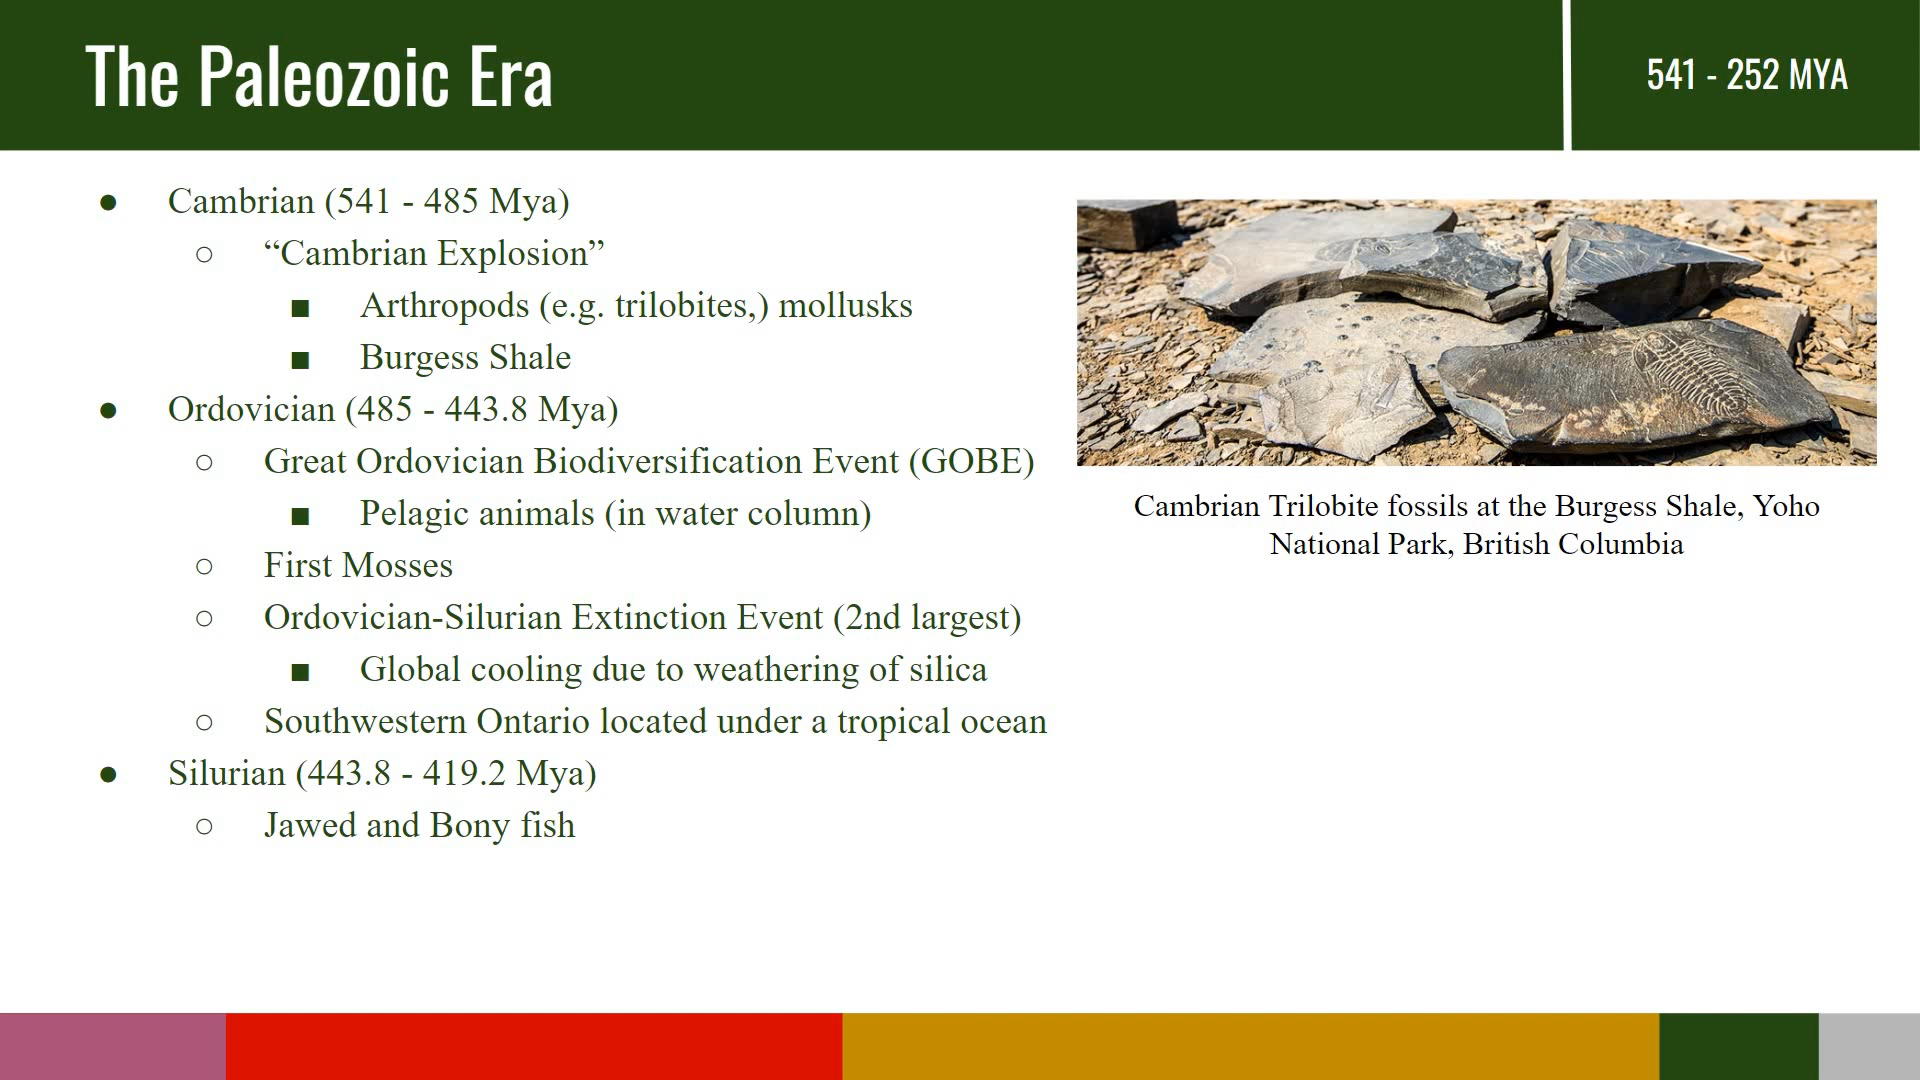 The Paleozoic Era
541 - 252 MYA
● Cambrian (541 - 485 Mya)
○ “Cambrian Explosion”
■ Arthropods (e.g. trilobites,) mollusks
■ Burgess Shale
● Ordovician (485 - 443.8 Mya)
○ Great Ordovician Biodiversification Event (GOBE)
■ Pelagic animals (in water column)
○ First Mosses
○ Ordovician-Silurian Extinction Event (2nd largest)
■ Global cooling due to weathering of silica
○ Southwestern Ontario located under a tropical ocean
● Silurian (443.8 - 419.2 Mya)
○ Jawed and Bony fish
Cambrian Trilobite fossils at the Burgess Shale, Yoho
National Park, British Columbia